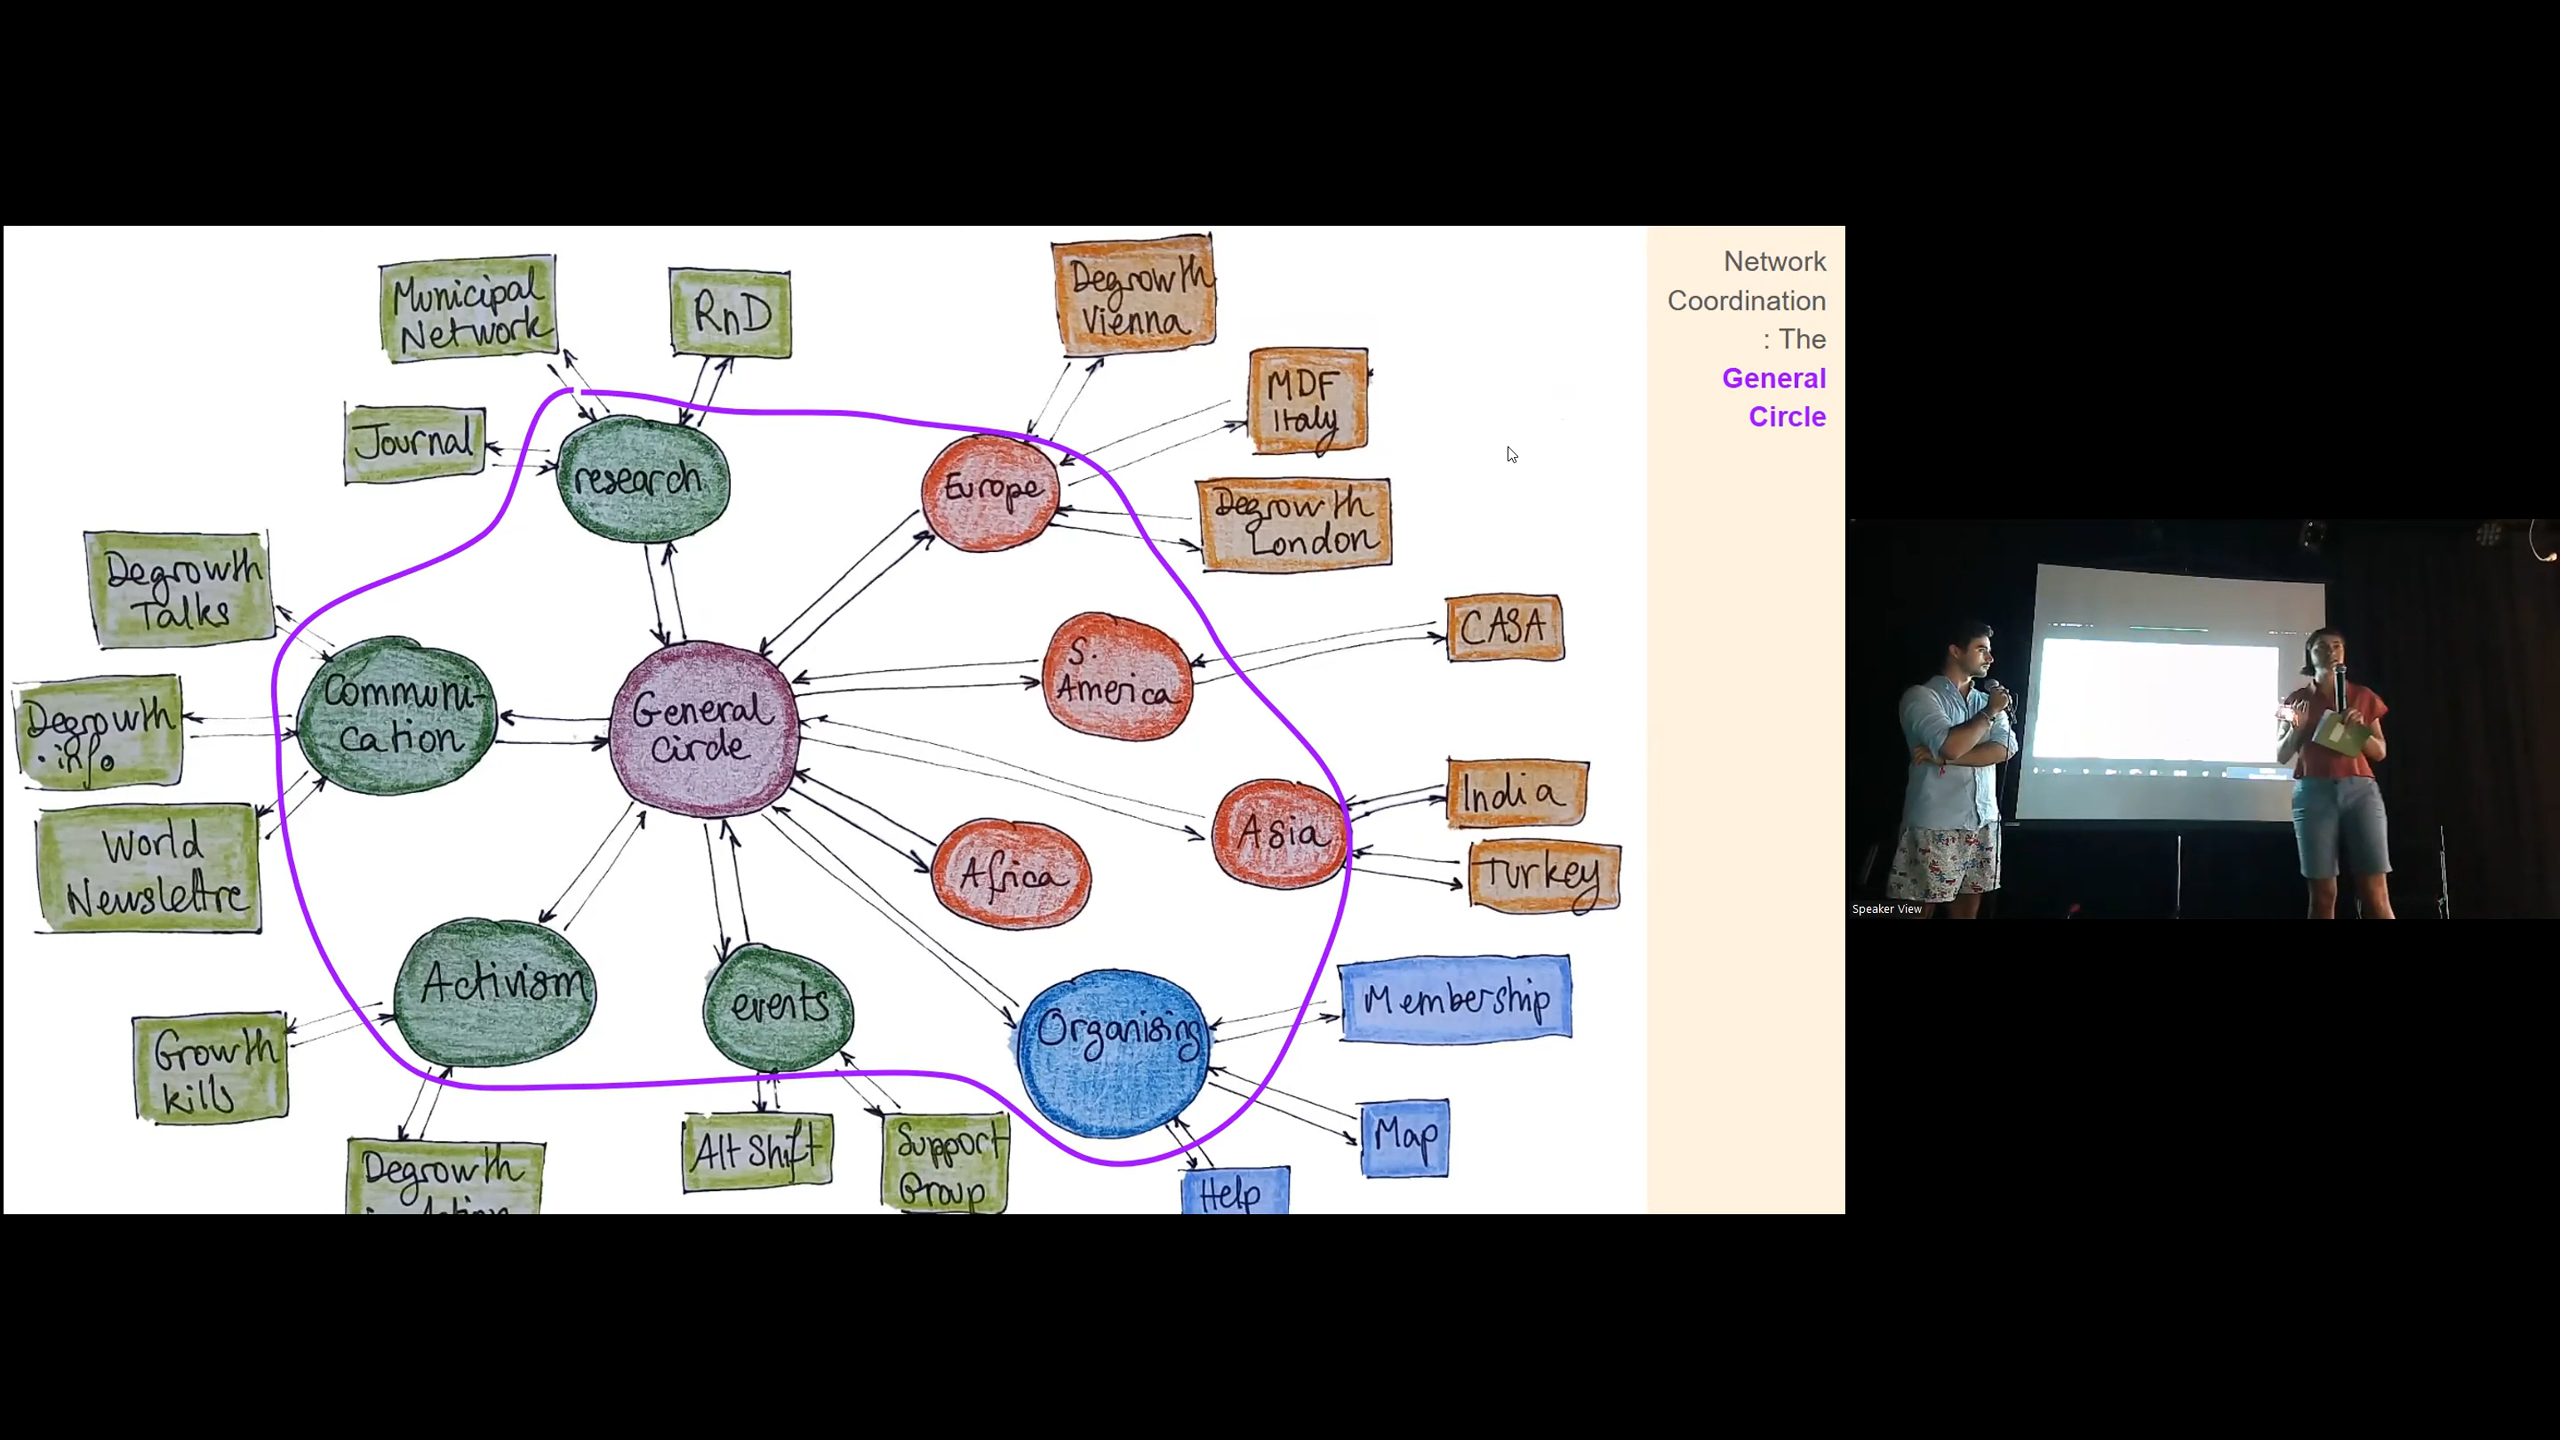 Municipal
Network
RnD
Degrowth
Vienna
MDF
Italy
Journal
research
Europe
Degrowth
London
Degrowth
Talks
CASA
S.
America
Communi-
cation
General
Circle
Degrowth
.info
India
Asia
Turkey
World
Newslettre
Africa
Activism
events
Organising
Membership
Growth
kills
Map
Alt Shift
Support
Group
Degrowth
Help
Network
Coordination
: The
General
Circle
Speaker View